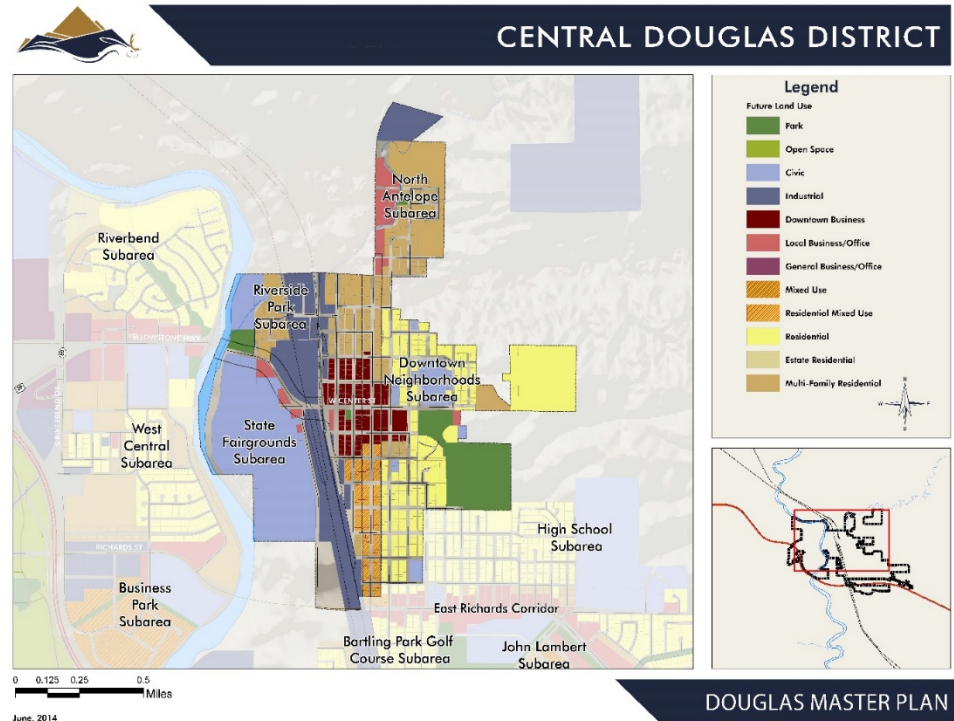 CENTRAL DOUGLAS DISTRICT
North
Antelope
Subarea
Riverbend
Subarea
Riverside
Park
Subarea
YELLOWSTONE HWY
Downtown
Neighborhoods
Subarea
W CENTER ST
State
Fairgrounds
Subarea
West
Central
Subarea
High School
Subarea
RICHARDS ST
Business
Park
Subarea
East Richards Corridor
Bartling Park Golf
Course Subarea
John Lambert
Subarea
Legend
Future Land Use
Park
Open Space
Civic
Industrial
Downtown Business
Local Business/Office
General Business/Office
Mixed Use
Residential Mixed Use
Residential
Estate Residential
Multi-Family Residential
N
W E
S
0 0.125 0.25 0.5
Miles
June, 2014
DOUGLAS MASTER PLAN